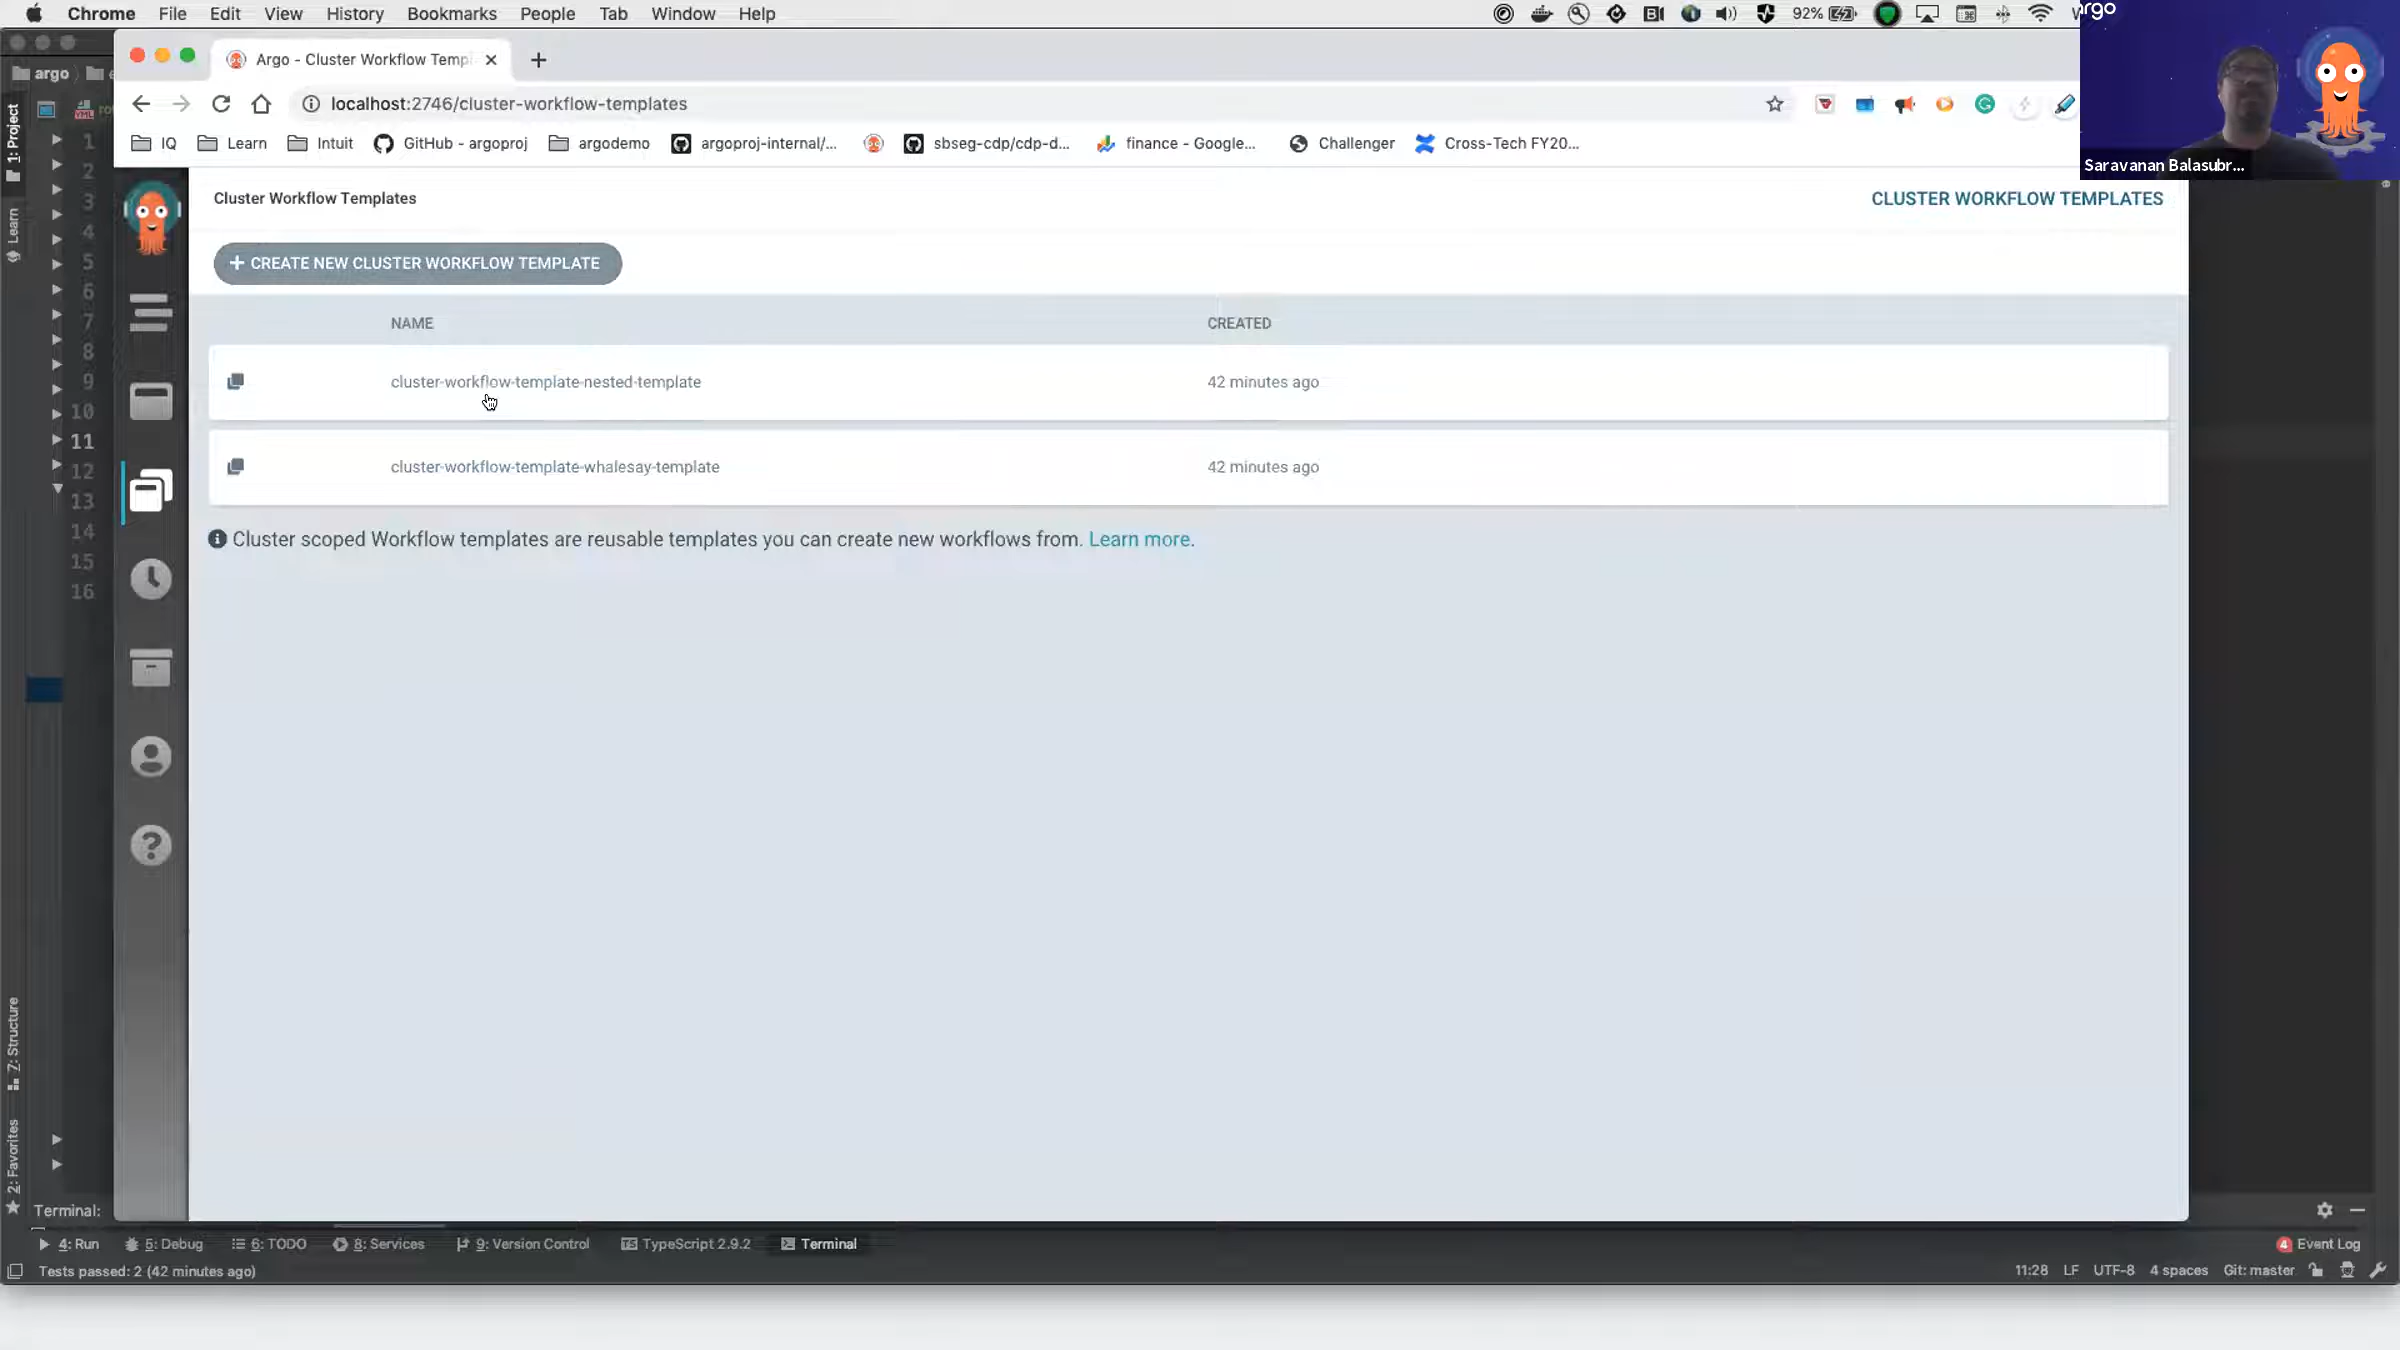 Chrome File Edit View History Bookmarks People Tab Window Help
92%
argo
Argo - Cluster Workflow Templ
localhost:2746/cluster-workflow-templates
IQ Learn Intuit GitHub - argoproj argodemo argoproj-internal/... sbseg-cdp/cdp-d... finance - Google... Challenger Cross-Tech FY20...
Saravanan Balasubr...
argo
1: Project
Learn
7: Structure
2: Favorites
1
2
3
4
5
6
7
8
9
10
11
12
13
14
15
16
Cluster Workflow Templates
CLUSTER WORKFLOW TEMPLATES
+ CREATE NEW CLUSTER WORKFLOW TEMPLATE
NAME CREATED
cluster-workflow-template-nested-template 42 minutes ago
cluster-workflow-template-whalesay-template 42 minutes ago
Cluster scoped Workflow templates are reusable templates you can create new workflows from. Learn more.
Terminal:
4: Run 5: Debug 6: TODO 8: Services 9: Version Control TypeScript 2.9.2 Terminal
4 Event Log
Tests passed: 2 (42 minutes ago)
11:28 LF UTF-8 4 spaces Git: master